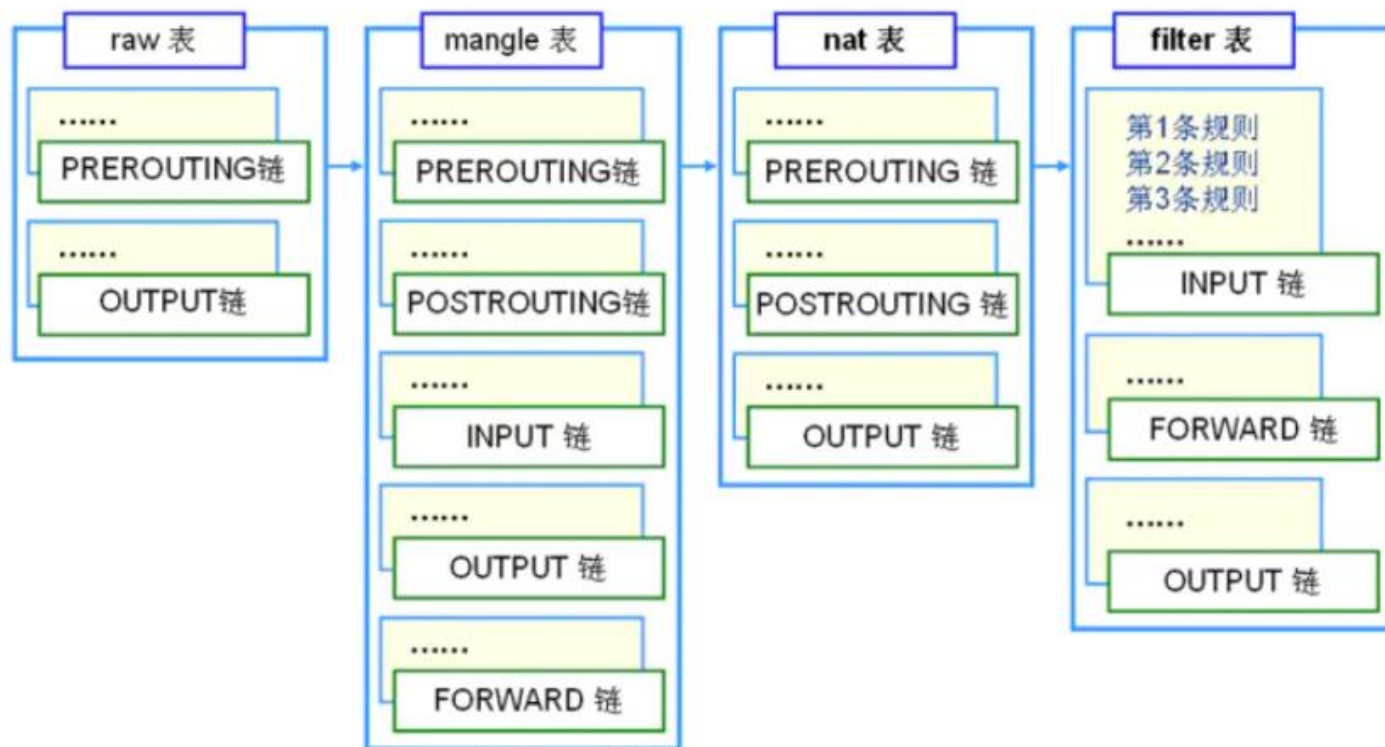 raw 表
……
PREROUTING链
……
OUTPUT链
mangle 表
……
PREROUTING链
……
POSTROUTING链
……
INPUT 链
……
OUTPUT 链
……
FORWARD 链
nat 表
……
PREROUTING 链
……
POSTROUTING 链
……
OUTPUT 链
filter 表
第1条规则
第2条规则
第3条规则
……
INPUT 链
……
FORWARD 链
……
OUTPUT 链